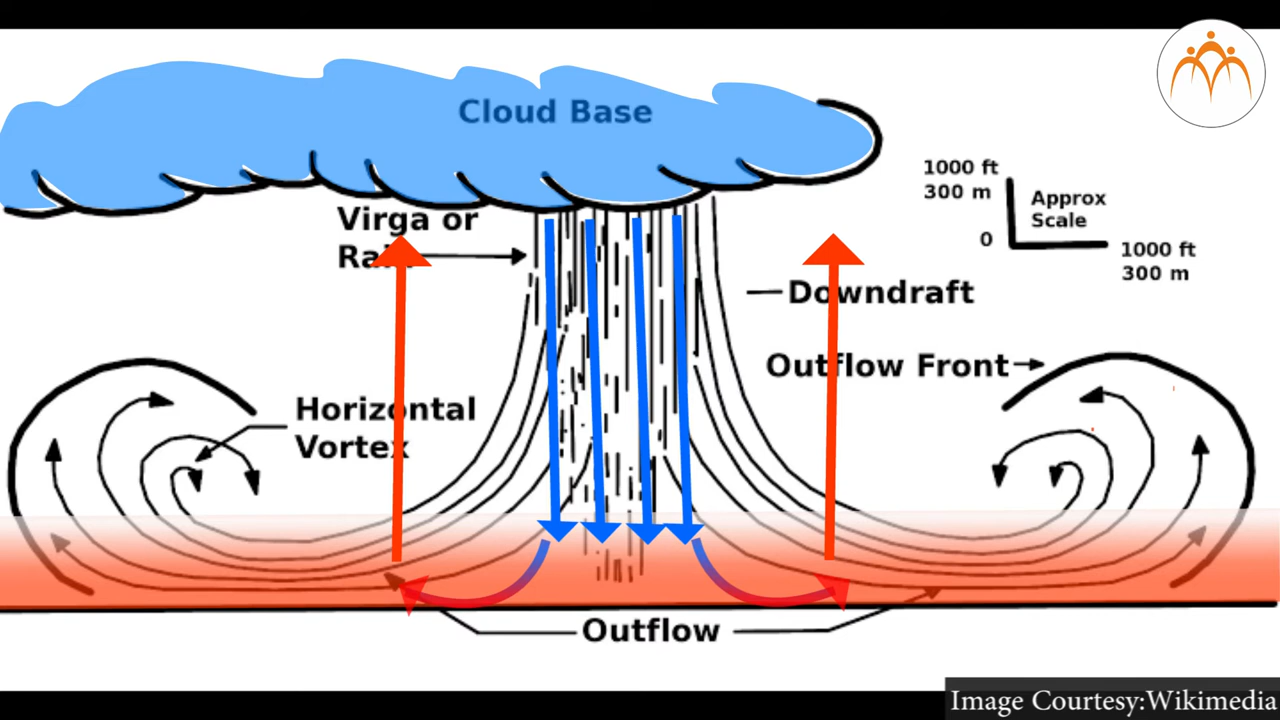 Cloud Base
1000 ft
300 m
Approx
Scale
0
1000 ft
300 m
Virga or
Rain
Downdraft
Outflow Front
Horizontal
Vortex
Outflow
Image Courtesy:Wikimedia